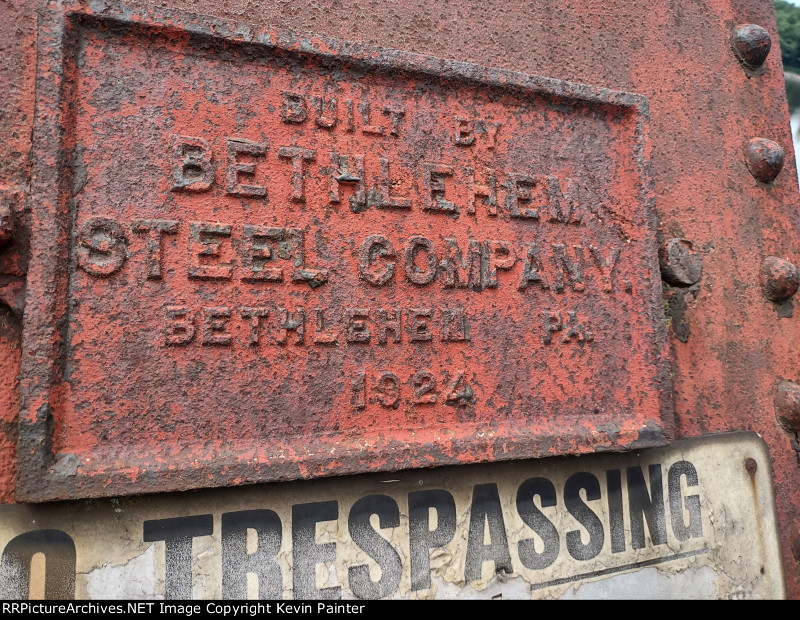 BUILT BY
BETHLEHEM
STEEL COMPANY.
BETHLEHEM PA.
1924
O TRESPASSING
RRPictureArchives.NET Image Copyright Kevin Painter